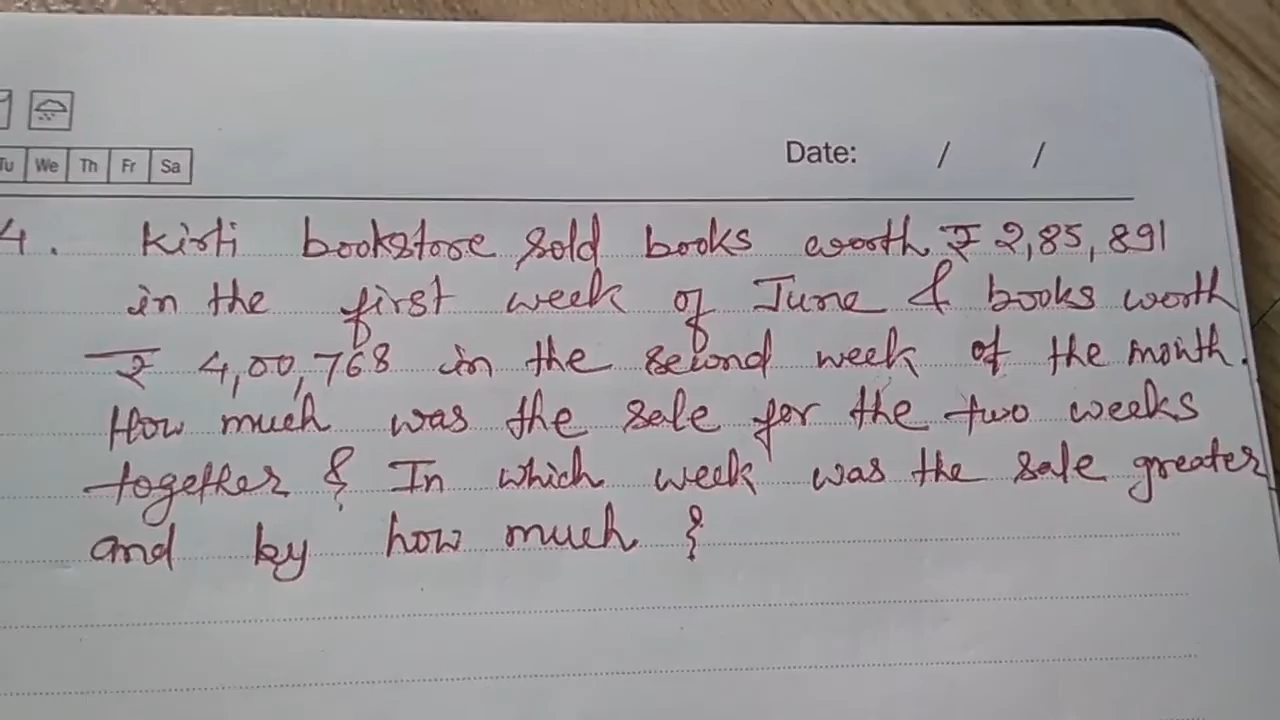 Tu We Th Fr Sa
Date: / /
4. Kirti bookstore sold books worth ₹ 2,85,891
in the first week of June & books worth
₹ 4,00,768 in the second week of the month.
How much was the sale for the two weeks
together ? In which week was the sale greater
and by how much ?